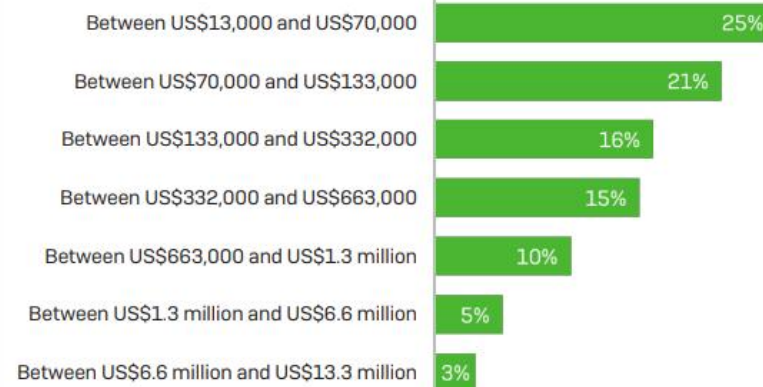 Between US$13,000 and US$70,000 25%
Between US$70,000 and US$133,000 21%
Between US$133,000 and US$332,000 16%
Between US$332,000 and US$663,000 15%
Between US$663,000 and US$1.3 million 10%
Between US$1.3 million and US$6.6 million 5%
Between US$6.6 million and US$13.3 million 3%